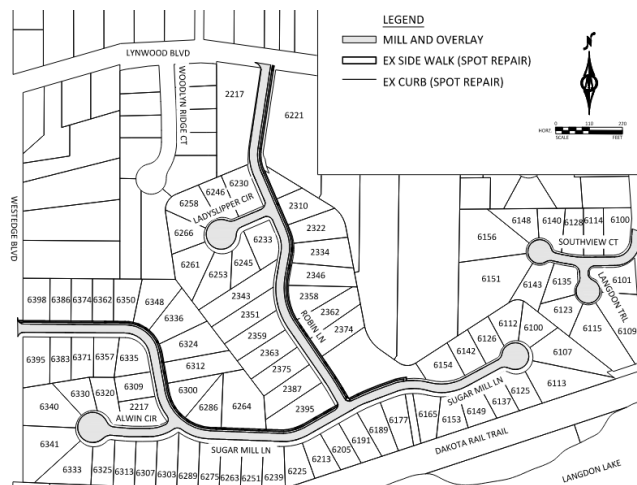 LEGEND
MILL AND OVERLAY
EX SIDE WALK (SPOT REPAIR)
EX CURB (SPOT REPAIR)
N
0 110 220
HORZ. SCALE FEET
LYNWOOD BLVD
WOODLYN RIDGE CT
2217
6221
WESTEDGE BLVD
6258 6246 6230
LADYSLIPPER CIR
6266
6261 6253 6245 6233
2310
2322
2334
2346
2358
2362
2374
ROBIN LN
2343
2351
2359
2363
2375
2387
2395
6148 6140 6128 6114 6100
6156
SOUTHVIEW CT
6151 6143 6135
LANGDON TRL
6101
6123 6115 6109
6398 6386 6374 6362 6350 6348
6336
6324
6312
6395 6383 6371 6357 6335
6309
2217
6300
6286 6264
6340 6330 6320
ALWIN CIR
6341
6333 6325 6313 6307 6303 6289 6275 6263 6251 6239
SUGAR MILL LN
6225 6213 6205 6191 6189 6177 6165 6153 6149 6137 6125 6113
6154 6142 6126 6112 6100
6107
SUGAR MILL LN
DAKOTA RAIL TRAIL
LANGDON LAKE